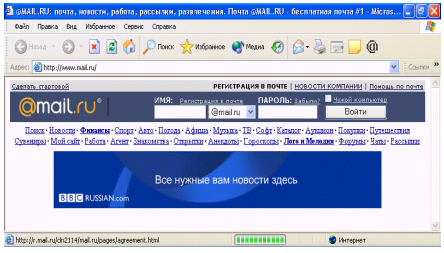 @MAIL.RU: почта, новости, работа, рассылки, развлечения. Почта @MAIL.RU - бесплатная почта #1 - Micros...
Файл Правка Вид Избранное Сервис Справка
Назад Поиск Избранное Медиа
Адрес: http://www.mail.ru/ Ссылки »
Сделать стартовой РЕГИСТРАЦИЯ В ПОЧТЕ | НОВОСТИ КОМПАНИИ | Помощь по почте
@mail.ru® ИМЯ: Регистрация в почте ПАРОЛЬ: Забыли? Чужой компьютер
@mail.ru Войти
Поиск · Новости · Финансы · Спорт · Авто · Погода · Афиша · Музыка · ТВ · Софт · Каталог · Аукцион · Покупки · Путешествия
Сувениры · Мой сайт · Работа · Агент · Знакомства · Открытки · Анекдоты · Гороскопы · Лого и Мелодии · Форумы · Чаты · Рассылки
Все нужные вам новости здесь
BBC RUSSIAN.com
http://r.mail.ru/cln2114/mail.ru/pages/agreement.html Интернет